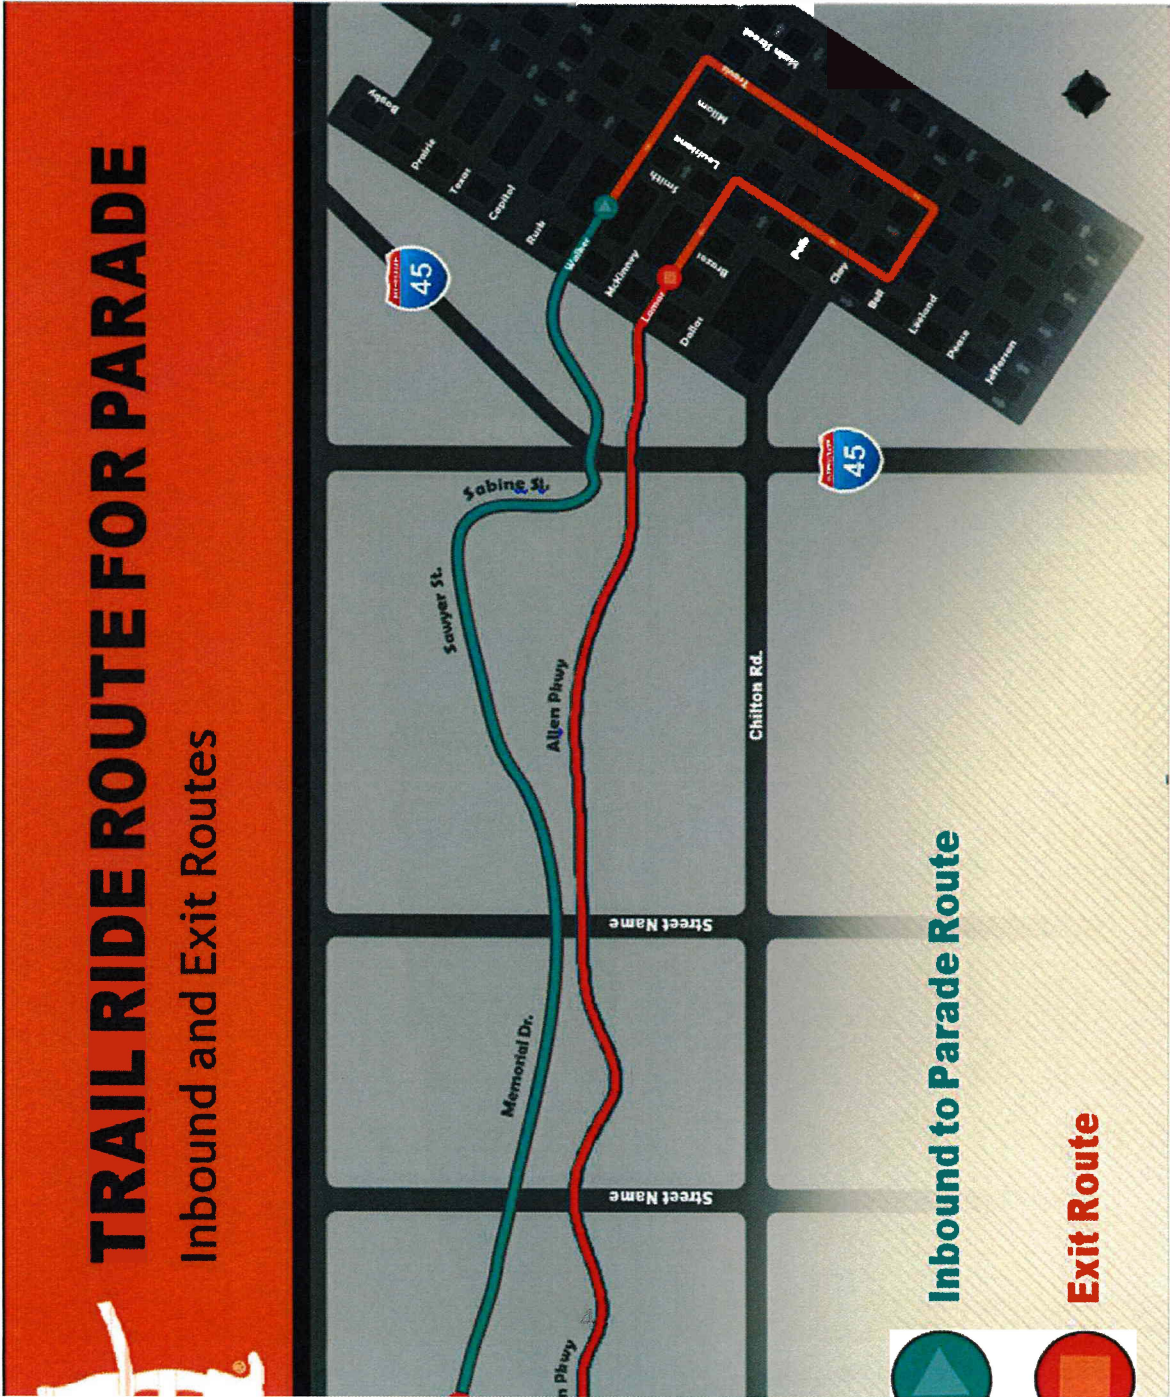 TRAIL RIDE ROUTE FOR PARADE
Inbound and Exit Routes
45
45
Bagby
Prairie
Texas
Capitol
Rusk
Walker
McKinney
Lamar
Dallas
Main Street
Travis
Milam
Louisiana
Smith
Brazos
Polk
Clay
Bell
Leeland
Pease
Jefferson
Sabine St.
Sawyer St.
Allen Pkwy
Chilton Rd.
Street Name
Memorial Dr.
Street Name
n Pkwy
Inbound to Parade Route
Exit Route
®